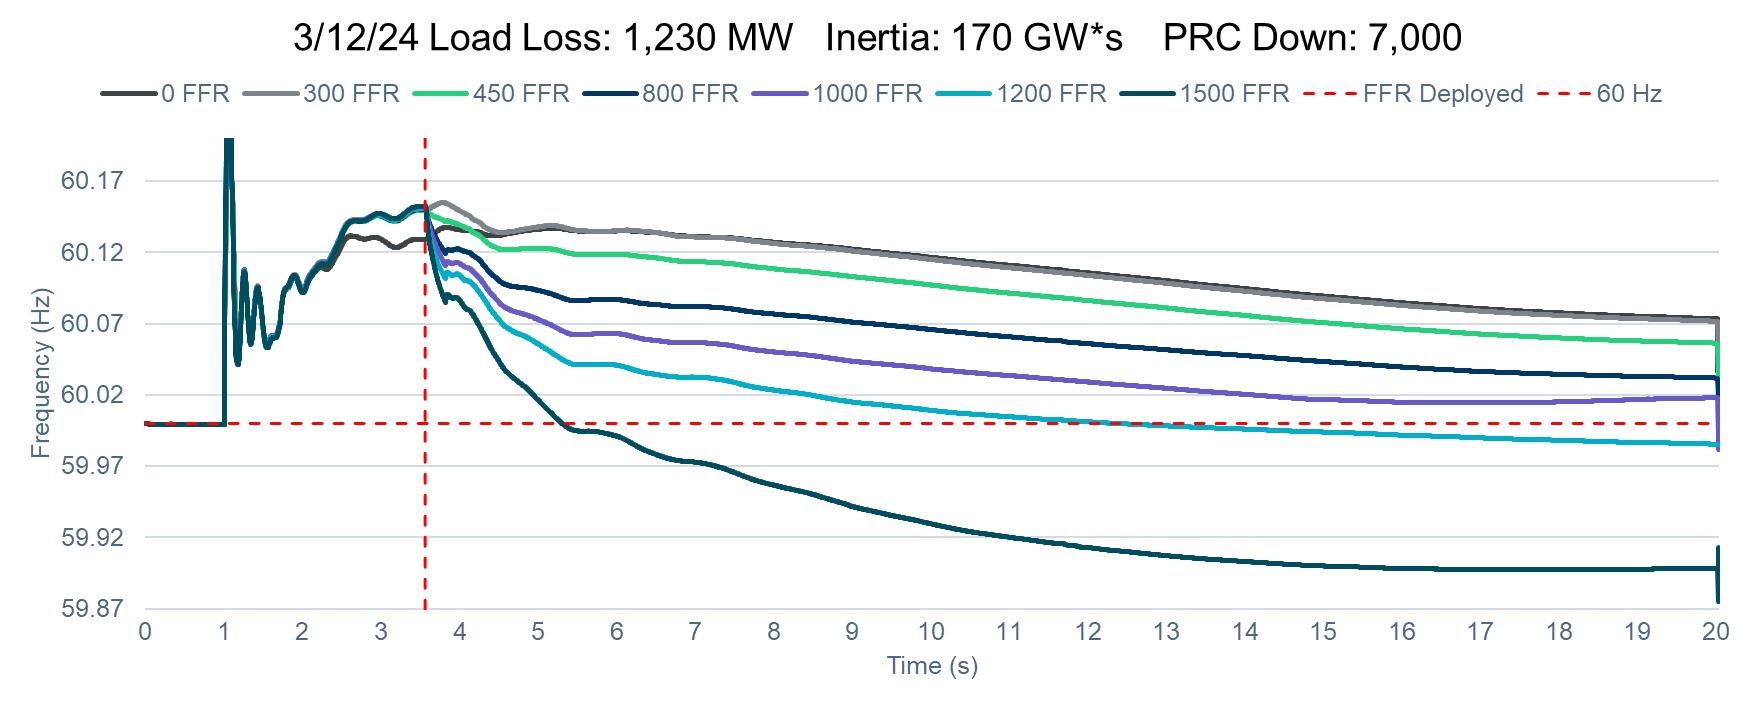 3/12/24 Load Loss: 1,230 MW Inertia: 170 GW*s PRC Down: 7,000
0 FFR 300 FFR 450 FFR 800 FFR 1000 FFR 1200 FFR 1500 FFR FFR Deployed 60 Hz
Frequency (Hz)
60.17
60.12
60.07
60.02
59.97
59.92
59.87
0 1 2 3 4 5 6 7 8 9 10 11 12 13 14 15 16 17 18 19 20
Time (s)